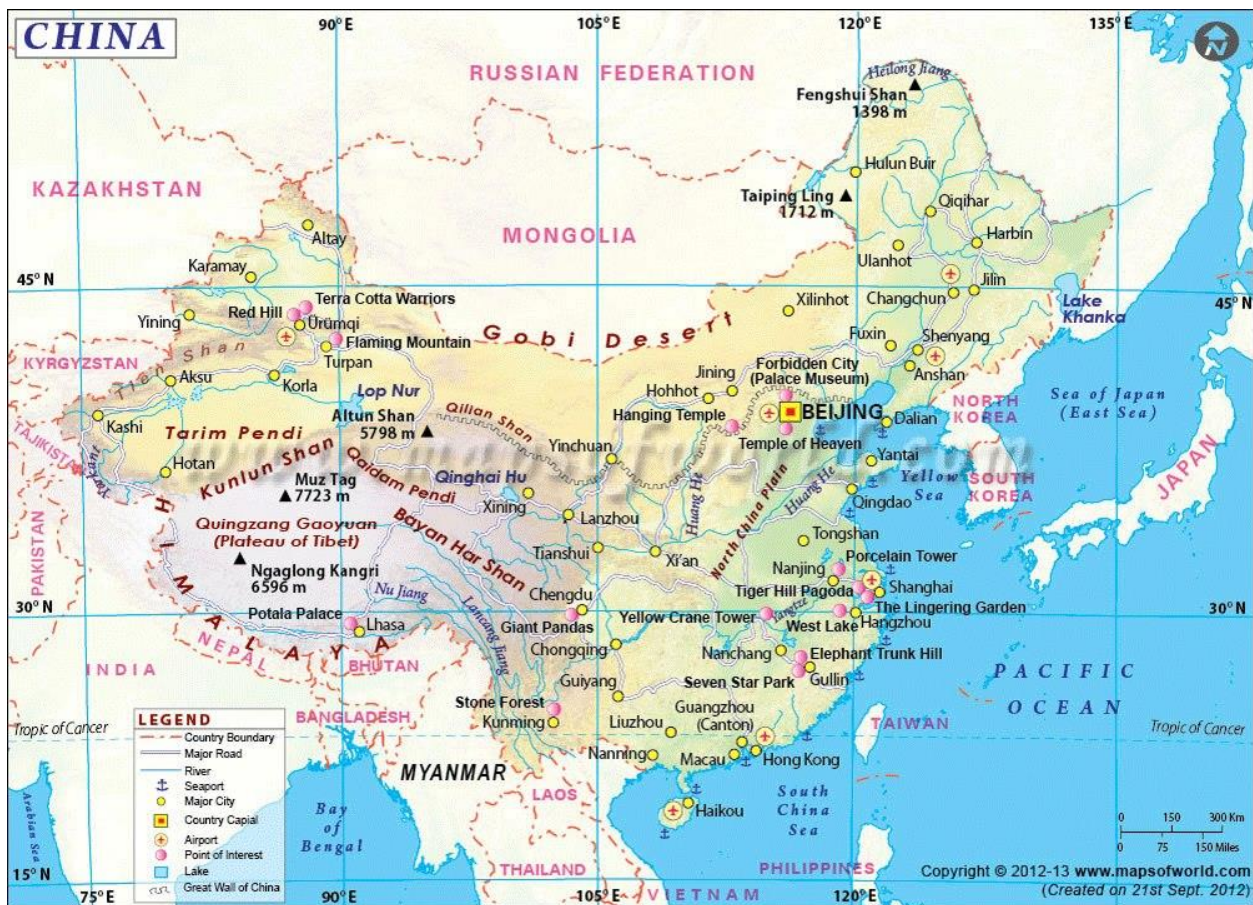 CHINA
90°E
105°E
120°E
135°E
N
RUSSIAN FEDERATION
Heilong Jiang
Fengshui Shan
1398 m
KAZAKHSTAN
Hulun Buir
Taiping Ling
1712 m
Qiqihar
MONGOLIA
Altay
Harbin
Ulanhot
Karamay
45° N
45° N
Jilin
Changchun
Terra Cotta Warriors
Red Hill
Xilinhot
Lake
Khanka
Yining
Ürümqi
Gobi Desert
Fuxin
Shenyang
Flaming Mountain
Turpan
KYRGYZSTAN
Tien Shan
Forbidden City
(Palace Museum)
Anshan
Aksu
Korla
Lop Nur
Jining
Hohhot
Sea of Japan
(East Sea)
NORTH
KOREA
Altun Shan
5798 m
Qilian Shan
Hanging Temple
BEIJING
Dalian
Kashi
Tarim Pendi
Temple of Heaven
TAJIKISTAN
Yinchuan
JAPAN
Yarkant
Hotan
Kunlun Shan
Qaidam Pendi
Qinghai Hu
Yantai
Yellow
Sea
SOUTH
KOREA
Muz Tag
7723 m
Huang He
North China Plain
Huang He
Qingdao
Xining
Lanzhou
PAKISTAN
HIMALAYA
Quingzang Gaoyuan
(Plateau of Tibet)
Bayan Har Shan
Tianshui
Xi'an
Tongshan
Ngaglong Kangri
6596 m
Porcelain Tower
Nanjing
Shanghai
Tiger Hill Pagoda
Nu Jiang
Lancang Jiang
Chengdu
Potala Palace
Lhasa
Giant Pandas
Yellow Crane Tower
Yangtze
The Lingering Garden
30° N
30° N
West Lake
Hangzhou
NEPAL
Chongqing
Nanchang
Elephant Trunk Hill
INDIA
BHUTAN
Guiyang
Seven Star Park
Guilin
PACIFIC
OCEAN
Stone Forest
Kunming
Guangzhou
(Canton)
Liuzhou
BANGLADESH
TAIWAN
Tropic of Cancer
Tropic of Cancer
Nanning
Macau
Hong Kong
MYANMAR
LAOS
South
China
Sea
Haikou
Bay
of
Bengal
Arabian Sea
LEGEND
Country Boundary
Major Road
River
Seaport
Major City
Country Capial
Airport
Point of Interest
Lake
Great Wall of China
0 150 300 Km
0 75 150 Miles
THAILAND
VIETNAM
PHILIPPINES
15° N
75°E
90°E
105°E
120°E
Copyright © 2012-13 www.mapsofworld.com
(Created on 21st Sept. 2012)